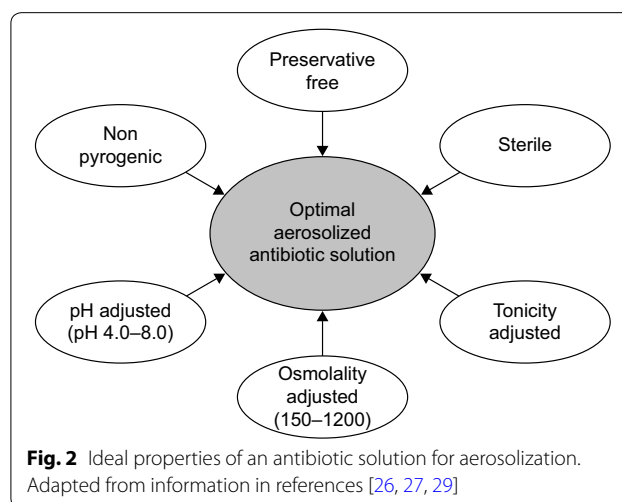 Preservative
free
Non
pyrogenic
Sterile
Optimal
aerosolized
antibiotic solution
pH adjusted
(pH 4.0–8.0)
Tonicity
adjusted
Osmolality
adjusted
(150–1200)
Fig. 2 Ideal properties of an antibiotic solution for aerosolization.
Adapted from information in references [26, 27, 29]